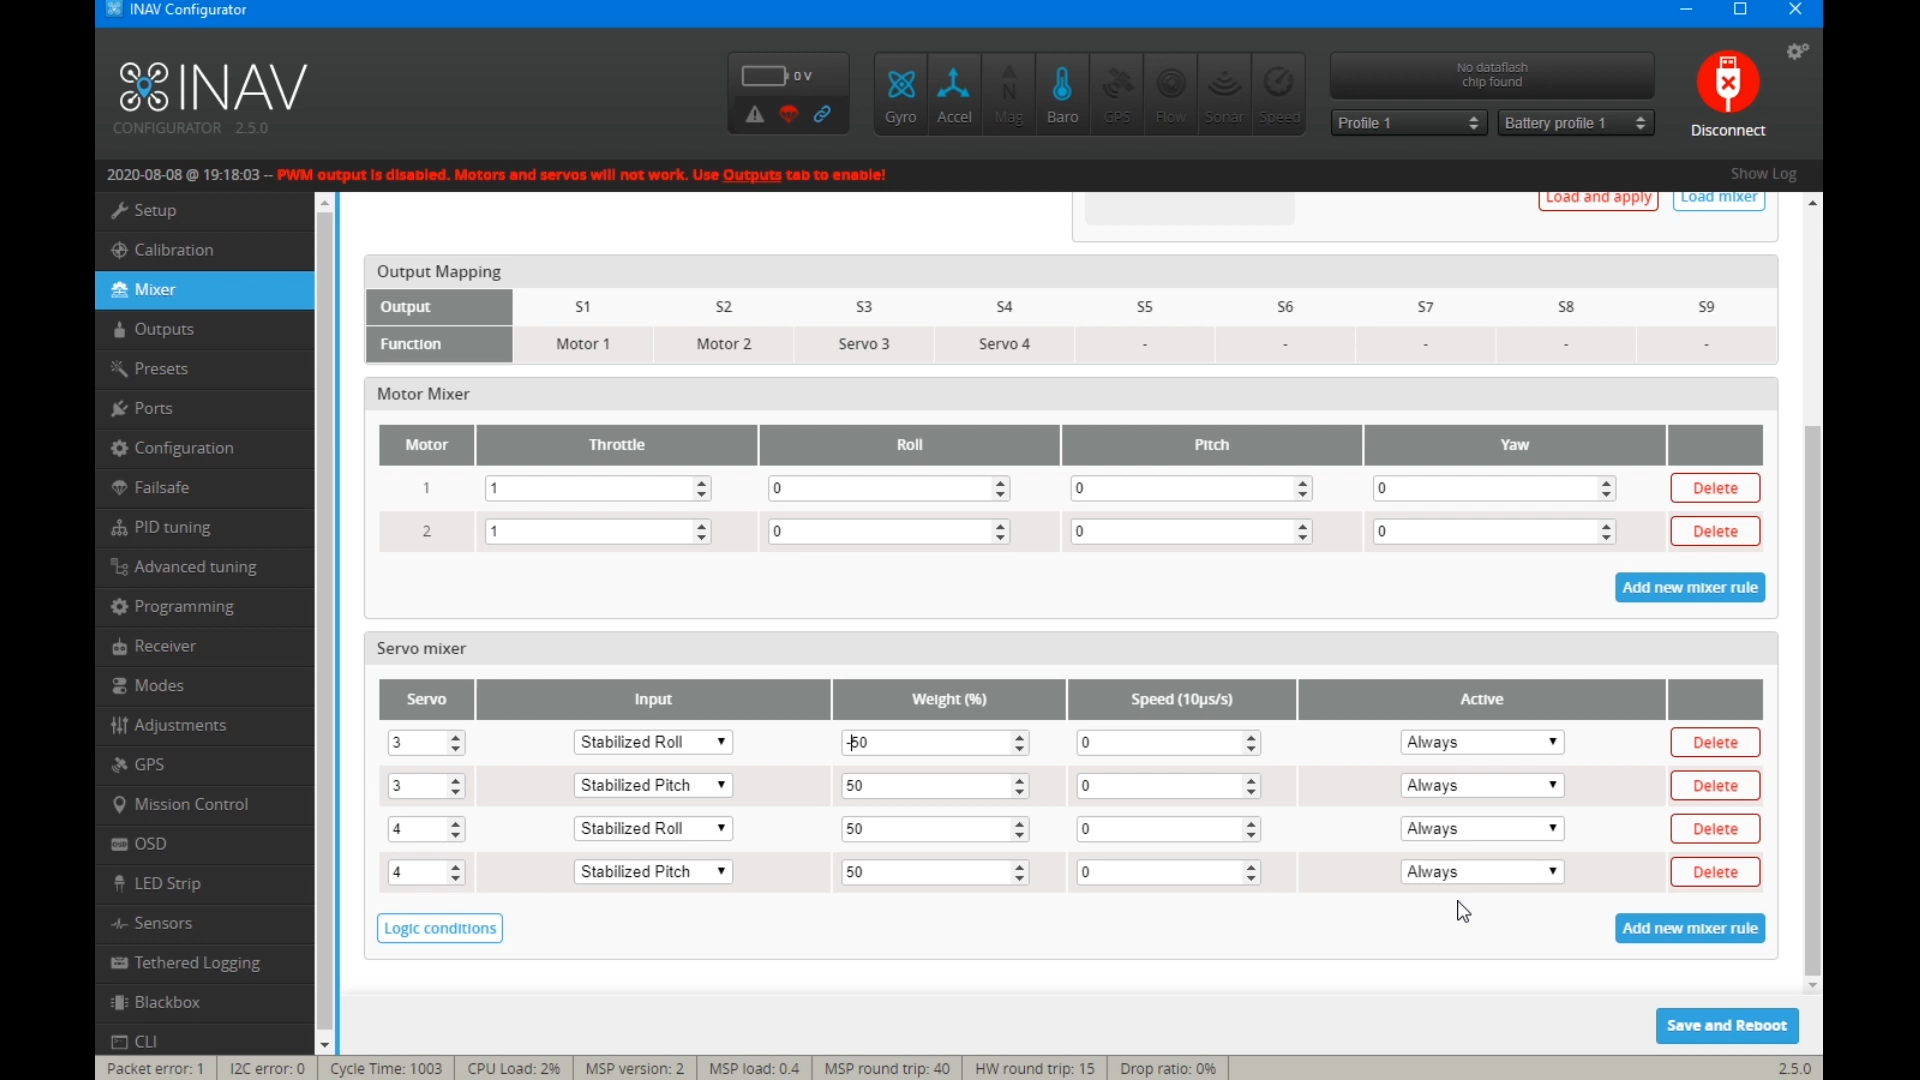 INAV Configurator
INAV
CONFIGURATOR 2.5.0
0 V
Gyro Accel Mag Baro GPS Flow Sonar Speed
No dataflash
chip found
Profile 1 Battery profile 1
Disconnect
2020-08-08 @ 19:18:03 -- PWM output is disabled. Motors and servos will not work. Use Outputs tab to enable!
Show Log
Setup
Calibration
Mixer
Outputs
Presets
Ports
Configuration
Failsafe
PID tuning
Advanced tuning
Programming
Receiver
Modes
Adjustments
GPS
Mission Control
OSD
LED Strip
Sensors
Tethered Logging
Blackbox
CLI
Load and apply Load mixer
Output Mapping
Output S1 S2 S3 S4 S5 S6 S7 S8 S9
Function Motor 1 Motor 2 Servo 3 Servo 4 - - - - -
Motor Mixer
Motor Throttle Roll Pitch Yaw
1 1 0 0 0 Delete
2 1 0 0 0 Delete
Add new mixer rule
Servo mixer
Servo Input Weight (%) Speed (10µs/s) Active
3 Stabilized Roll -50 0 Always Delete
3 Stabilized Pitch 50 0 Always Delete
4 Stabilized Roll 50 0 Always Delete
4 Stabilized Pitch 50 0 Always Delete
Logic conditions Add new mixer rule
Save and Reboot
Packet error: 1 I2C error: 0 Cycle Time: 1003 CPU Load: 2% MSP version: 2 MSP load: 0.4 MSP round trip: 40 HW round trip: 15 Drop ratio: 0% 2.5.0